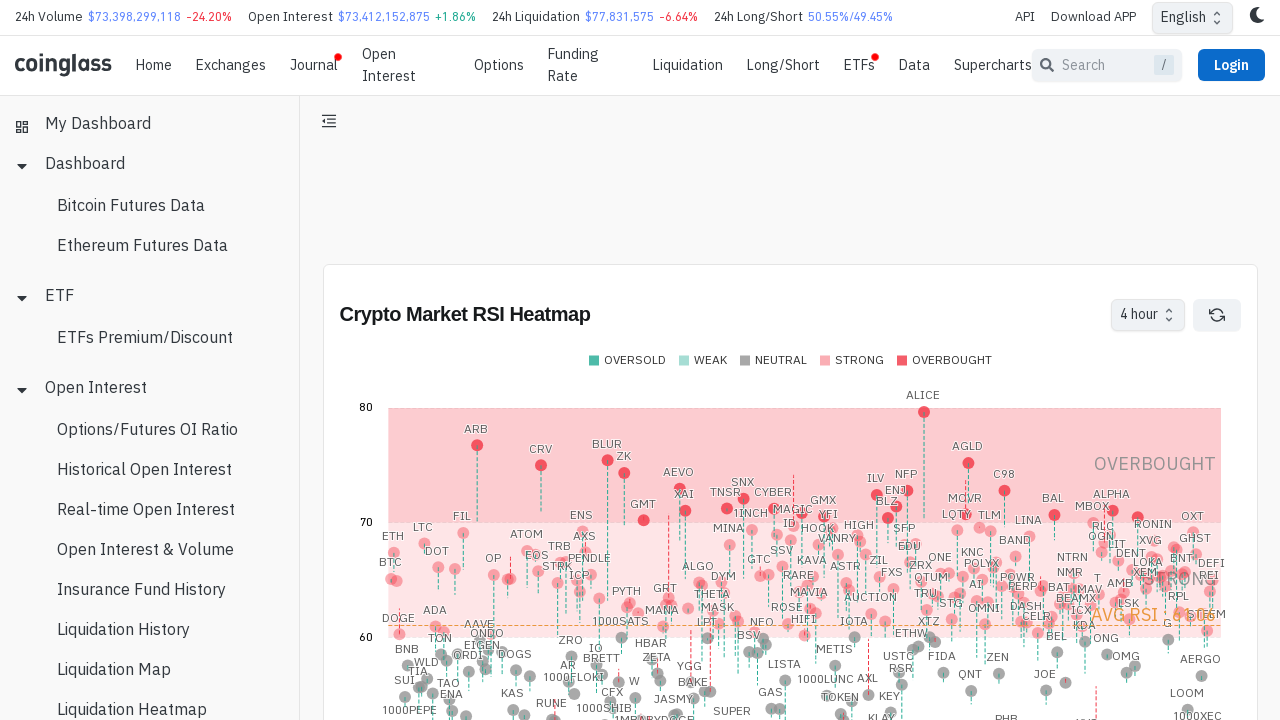 24h Volume $73,398,299,118 -24.20% Open Interest $73,412,152,875 +1.86% 24h Liquidation $77,831,575 -6.64% 24h Long/Short 50.55%/49.45% API Download APP English
coinglass Home Exchanges Journal Open Interest Options Funding Rate Liquidation Long/Short ETFs Data Supercharts Search / Login
My Dashboard
Dashboard
Bitcoin Futures Data
Ethereum Futures Data
ETF
ETFs Premium/Discount
Open Interest
Options/Futures OI Ratio
Historical Open Interest
Real-time Open Interest
Open Interest & Volume
Insurance Fund History
Liquidation History
Liquidation Map
Liquidation Heatmap
Crypto Market RSI Heatmap 4 hour
OVERSOLD WEAK NEUTRAL STRONG OVERBOUGHT
80
ALICE
OVERBOUGHT
ARB
CRV
BLUR
ZK
AEVO
GMT
XAI
TNSR
SNX
CYBER
MAGIC
GMX
YFI
ILV
ENJ
NFP
BLZ
AGLD
C98
MOVR
BAL
MBOX
ALPHA
70
ETH
BTC
LTC
DOT
FIL
OP
ATOM
EOS
TRB
STRK
ENS
AXS
PENDLE
ICP
PYTH
GRT
MANA
ALGO
THETA
DYM
MASK
MINA
1INCH
GTC
ID
SSV
RARE
HOOK
KAVA
MAVIA
ROSE
HIFI
VANRY
HIGH
ASTR
ZIL
FXS
AUCTION
SFP
EDU
ZRX
QTUM
TRU
STG
ONE
LQTY
TLM
KNC
POLYX
AI
OMNI
BAND
POWR
PERP
DASH
CELR
LINA
NTRN
NMR
BAT
MAV
BEAMX
ICX
KDA
RLC
OGN
LIT
DENT
T
AMB
LSK
RONIN
XVG
LOKA
XEM
OXT
GHST
BNT
DEFI
REI
RPL
G
STEEM
60
DOGE
ADA
BNB
TIA
WLD
SUI
1000PEPE
TON
TAO
ENA
AAVE
ONDO
EIGEN
ORDI
DOGS
KAS
RUNE
ZRO
AR
1000FLOKI
IO
BRETT
CFX
1000SHIB
1000SATS
HBAR
ZETA
W
JASMY
YGG
BAKE
LPT
SUPER
NEO
BSV
GAS
LISTA
METIS
1000LUNC
TOKEN
IOTA
AXL
KEY
KLAY
ETHW
USTC
RSR
XTZ
FIDA
QNT
ZEN
JOE
BEL
ONG
OMG
AERGO
LOOM
1000XEC